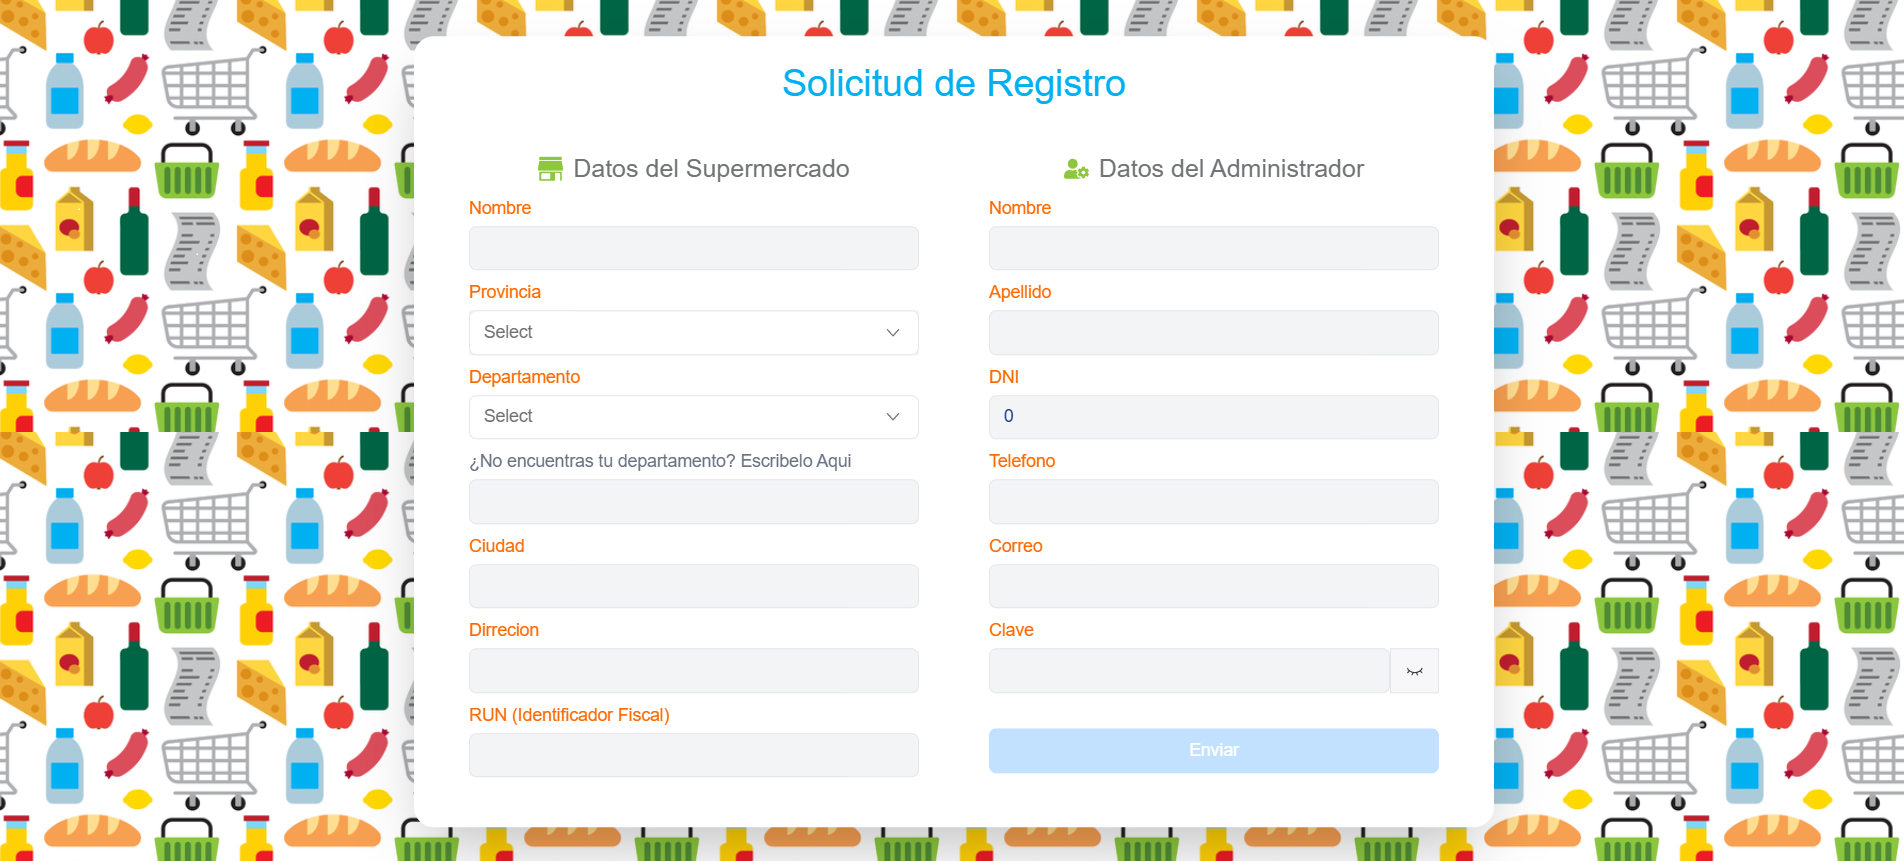 Solicitud de Registro
Datos del Supermercado
Nombre
Provincia
Select
Departamento
Select
¿No encuentras tu departamento? Escribelo Aqui
Ciudad
Dirrecion
RUN (Identificador Fiscal)
Datos del Administrador
Nombre
Apellido
DNI
0
Telefono
Correo
Clave
Enviar